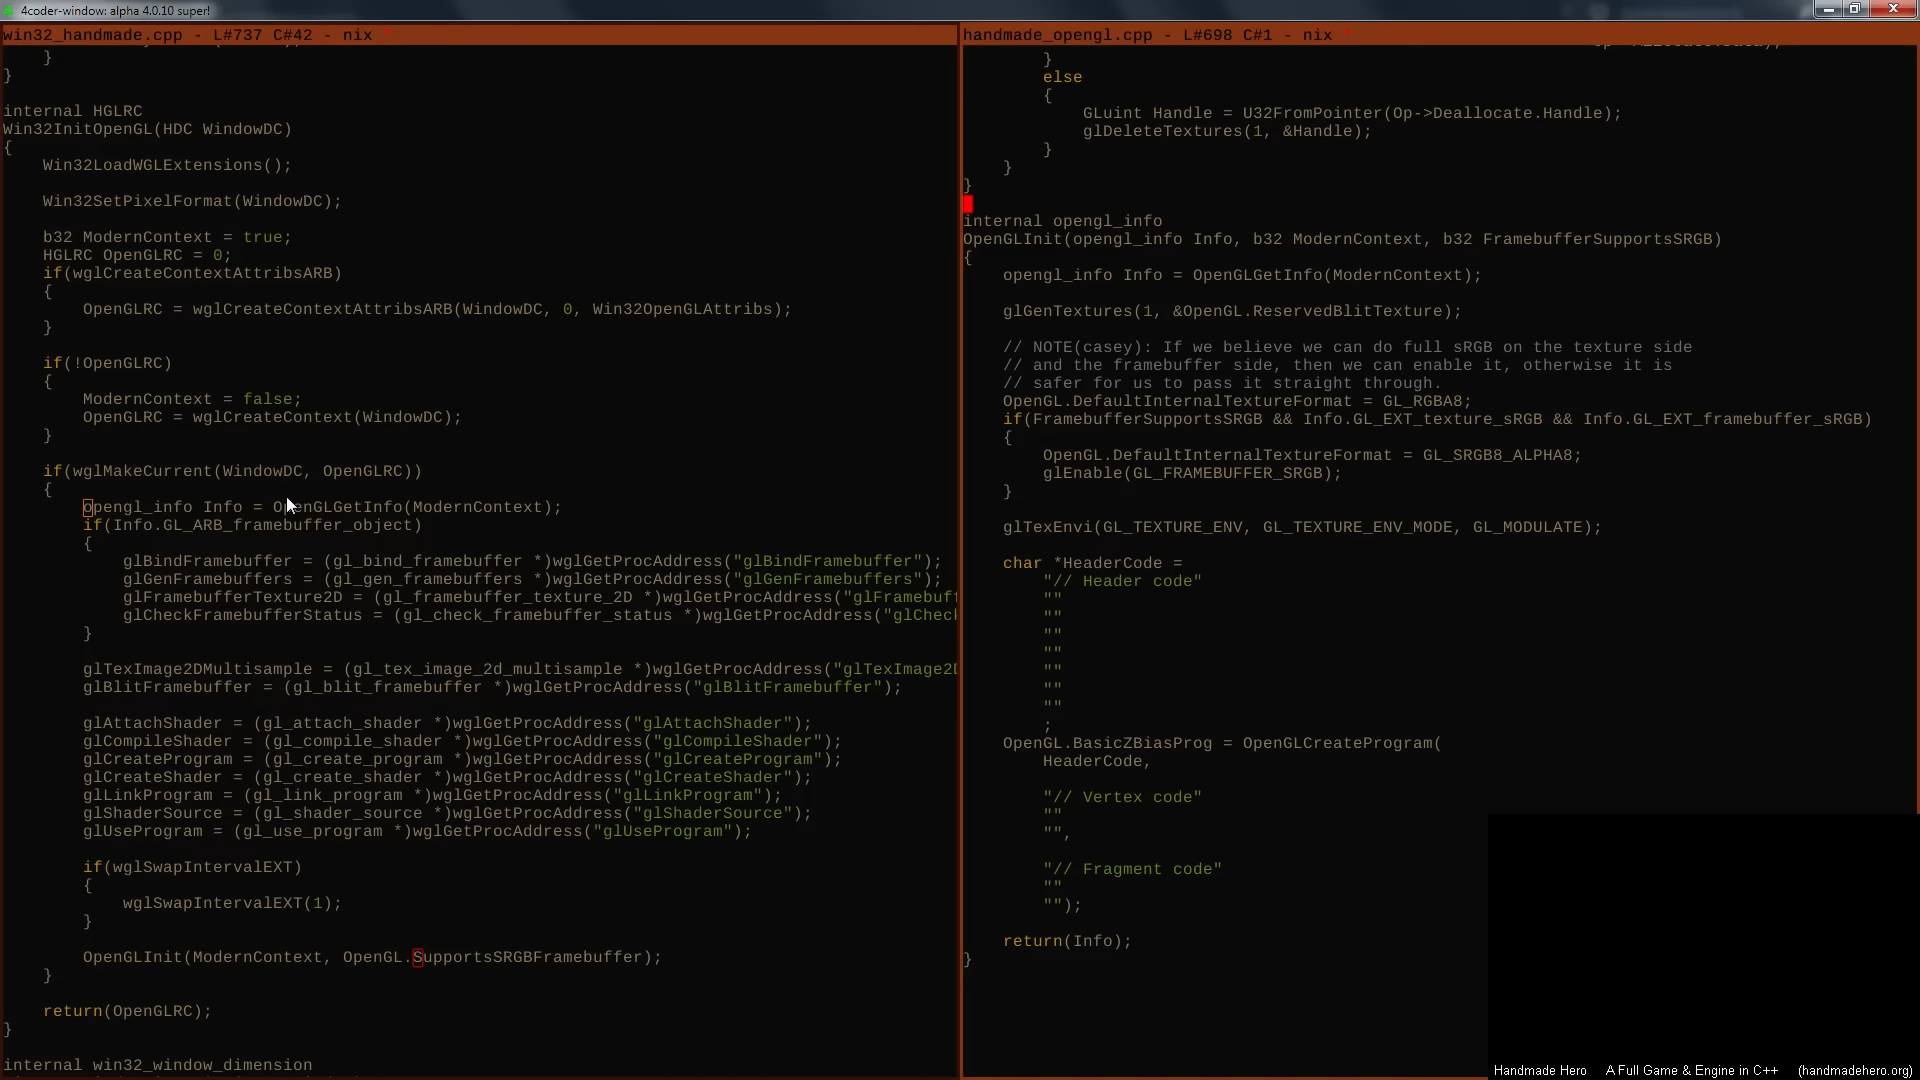 4coder-window: alpha 4.0.10 super!
win32_handmade.cpp - L#737 C#42 - nix *
    }
}

internal HGLRC
Win32InitOpenGL(HDC WindowDC)
{
    Win32LoadWGLExtensions();

    Win32SetPixelFormat(WindowDC);

    b32 ModernContext = true;
    HGLRC OpenGLRC = 0;
    if(wglCreateContextAttribsARB)
    {
        OpenGLRC = wglCreateContextAttribsARB(WindowDC, 0, Win32OpenGLAttribs);
    }

    if(!OpenGLRC)
    {
        ModernContext = false;
        OpenGLRC = wglCreateContext(WindowDC);
    }

    if(wglMakeCurrent(WindowDC, OpenGLRC))
    {
        opengl_info Info = OpenGLGetInfo(ModernContext);
        if(Info.GL_ARB_framebuffer_object)
        {
            glBindFramebuffer = (gl_bind_framebuffer *)wglGetProcAddress("glBindFramebuffer");
            glGenFramebuffers = (gl_gen_framebuffers *)wglGetProcAddress("glGenFramebuffers");
            glFramebufferTexture2D = (gl_framebuffer_texture_2D *)wglGetProcAddress("glFramebuff
            glCheckFramebufferStatus = (gl_check_framebuffer_status *)wglGetProcAddress("glChec
        }

        glTexImage2DMultisample = (gl_tex_image_2d_multisample *)wglGetProcAddress("glTexImage2D
        glBlitFramebuffer = (gl_blit_framebuffer *)wglGetProcAddress("glBlitFramebuffer");

        glAttachShader = (gl_attach_shader *)wglGetProcAddress("glAttachShader");
        glCompileShader = (gl_compile_shader *)wglGetProcAddress("glCompileShader");
        glCreateProgram = (gl_create_program *)wglGetProcAddress("glCreateProgram");
        glCreateShader = (gl_create_shader *)wglGetProcAddress("glCreateShader");
        glLinkProgram = (gl_link_program *)wglGetProcAddress("glLinkProgram");
        glShaderSource = (gl_shader_source *)wglGetProcAddress("glShaderSource");
        glUseProgram = (gl_use_program *)wglGetProcAddress("glUseProgram");

        if(wglSwapIntervalEXT)
        {
            wglSwapIntervalEXT(1);
        }

        OpenGLInit(ModernContext, OpenGL.SupportsSRGBFramebuffer);
    }

    return(OpenGLRC);
}

internal win32_window_dimension
handmade_opengl.cpp - L#698 C#1 - nix *
        }
        else
        {
            GLuint Handle = U32FromPointer(Op->Deallocate.Handle);
            glDeleteTextures(1, &Handle);
        }
    }
}

internal opengl_info
OpenGLInit(opengl_info Info, b32 ModernContext, b32 FramebufferSupportsSRGB)
{
    opengl_info Info = OpenGLGetInfo(ModernContext);

    glGenTextures(1, &OpenGL.ReservedBlitTexture);

    // NOTE(casey): If we believe we can do full sRGB on the texture side
    // and the framebuffer side, then we can enable it, otherwise it is
    // safer for us to pass it straight through.
    OpenGL.DefaultInternalTextureFormat = GL_RGBA8;
    if(FramebufferSupportsSRGB && Info.GL_EXT_texture_sRGB && Info.GL_EXT_framebuffer_sRGB)
    {
        OpenGL.DefaultInternalTextureFormat = GL_SRGB8_ALPHA8;
        glEnable(GL_FRAMEBUFFER_SRGB);
    }

    glTexEnvi(GL_TEXTURE_ENV, GL_TEXTURE_ENV_MODE, GL_MODULATE);

    char *HeaderCode =
        "// Header code"
        ""
        ""
        ""
        ""
        ""
        ""
        ""
        ;
    OpenGL.BasicZBiasProg = OpenGLCreateProgram(
        HeaderCode,

        "// Vertex code"
        ""
        "",

        "// Fragment code"
        ""
        "");

    return(Info);
}
Handmade Hero    A Full Game & Engine in C++    (handmadehero.org)